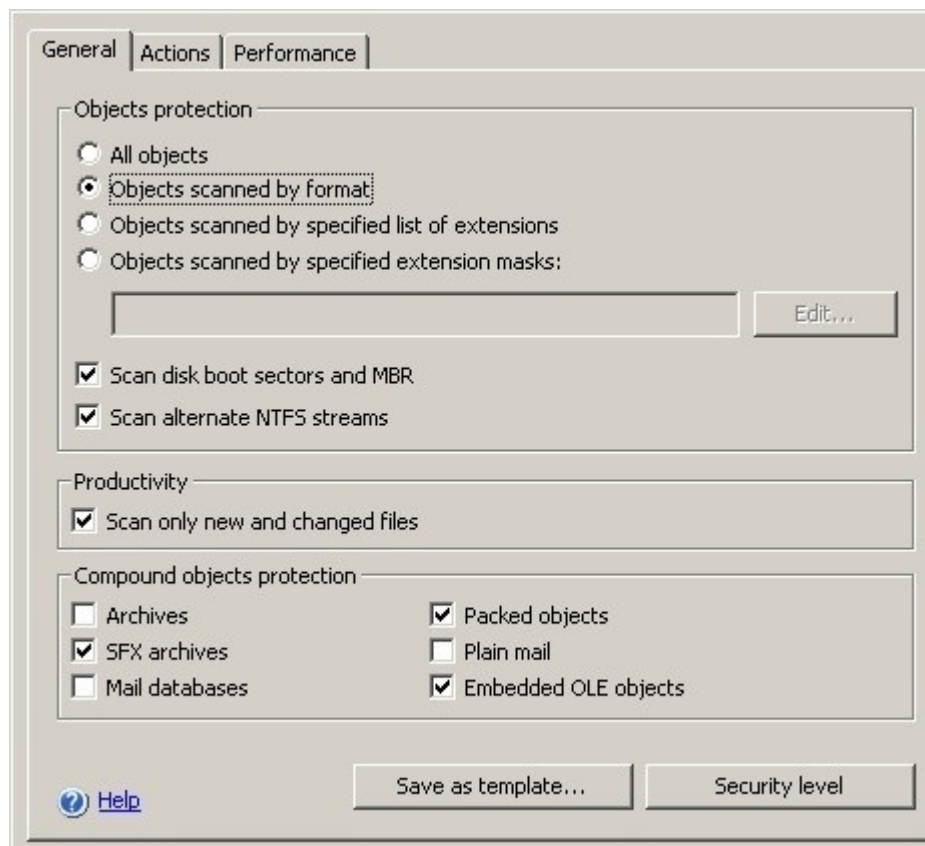 General Actions Performance
Objects protection
All objects
Objects scanned by format
Objects scanned by specified list of extensions
Objects scanned by specified extension masks:
Edit...
Scan disk boot sectors and MBR
Scan alternate NTFS streams
Productivity
Scan only new and changed files
Compound objects protection
Archives Packed objects
SFX archives Plain mail
Mail databases Embedded OLE objects
Help Save as template... Security level